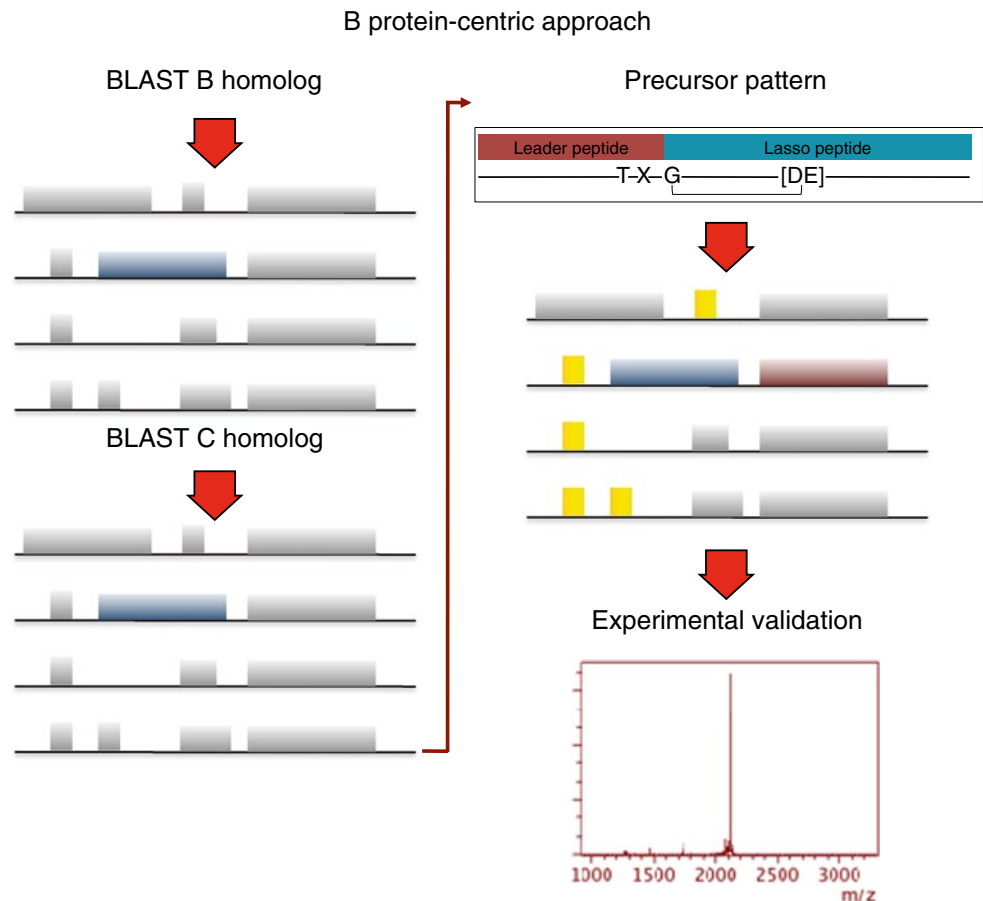 B protein-centric approach
BLAST B homolog
BLAST C homolog
Precursor pattern
Leader peptide
Lasso peptide
T-X-G
[DE]
Experimental validation
1000 1500 2000 2500 3000
m/z